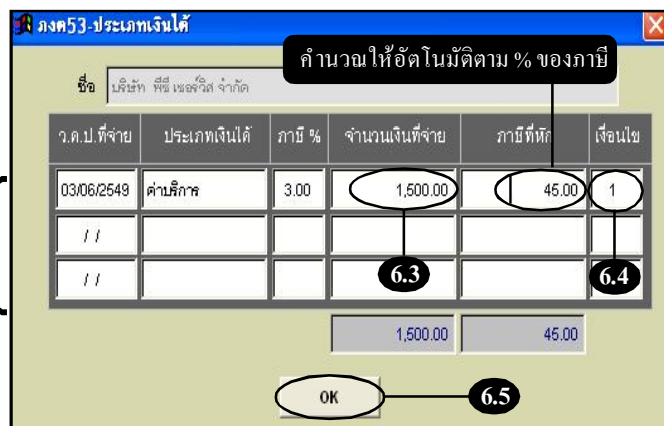 ภงด53-ประเภทเงินได้
คำนวณให้อัตโนมัติตาม % ของภาษี
ชื่อ บริษัท พีซี เซอร์วิส จำกัด
ว.ด.ป.ที่จ่าย ประเภทเงินได้ ภาษี % จำนวนเงินที่จ่าย ภาษีที่หัก เงื่อนไข
03/06/2549 ค่าบริการ 3.00 1,500.00 45.00 1
/ /
/ / 6.3 6.4
1,500.00 45.00
OK 6.5